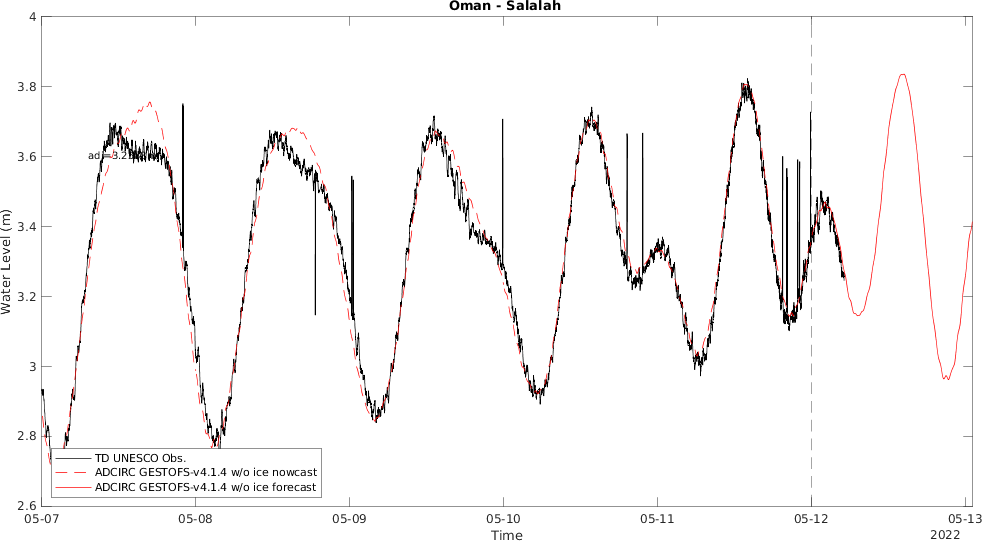 Oman - Salalah
4
3.8
3.6
3.4
3.2
3
2.8
2.6
Water Level (m)
TD UNESCO Obs.
ADCIRC GESTOFS-v4.1.4 w/o ice nowcast
ADCIRC GESTOFS-v4.1.4 w/o ice forecast
05-07
05-08
05-09
05-10
05-11
05-12
05-13
Time
2022